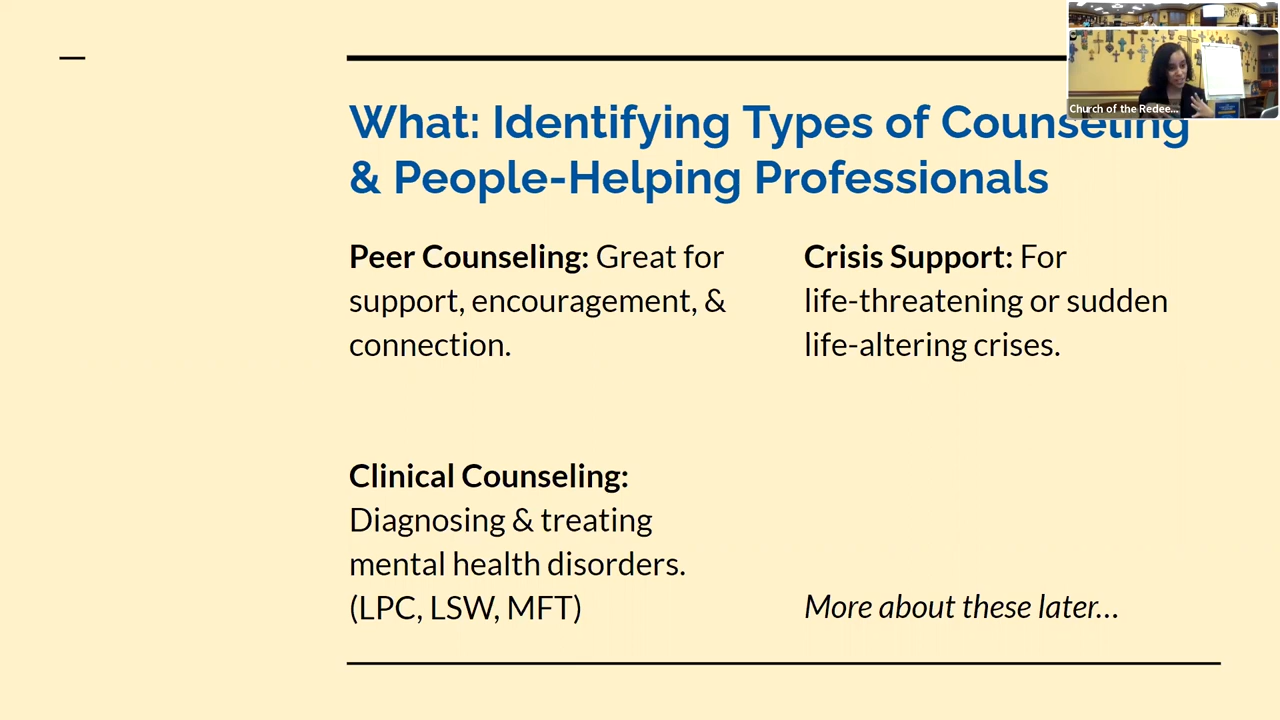 Church of the Redee...
What: Identifying Types of Counseling
& People-Helping Professionals
Peer Counseling: Great for
support, encouragement, &
connection.
Crisis Support: For
life-threatening or sudden
life-altering crises.
Clinical Counseling:
Diagnosing & treating
mental health disorders.
(LPC, LSW, MFT)
More about these later...